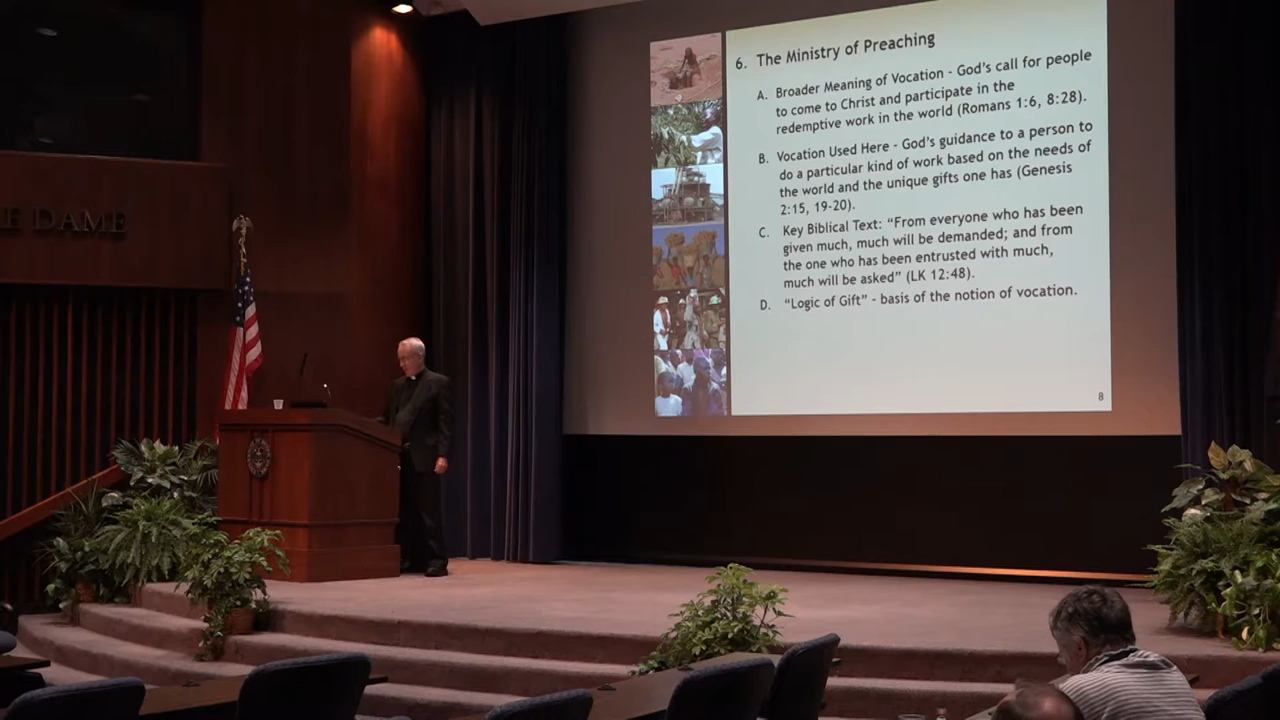 6. The Ministry of Preaching
A. Broader Meaning of Vocation - God's call for people
to come to Christ and participate in the
redemptive work in the world (Romans 1:6, 8:28).
B. Vocation Used Here - God's guidance to a person to
do a particular kind of work based on the needs of
the world and the unique gifts one has (Genesis
2:15, 19-20).
C. Key Biblical Text: “From everyone who has been
given much, much will be demanded; and from
the one who has been entrusted with much,
much will be asked” (LK 12:48).
D. “Logic of Gift” - basis of the notion of vocation.
8
E DAME